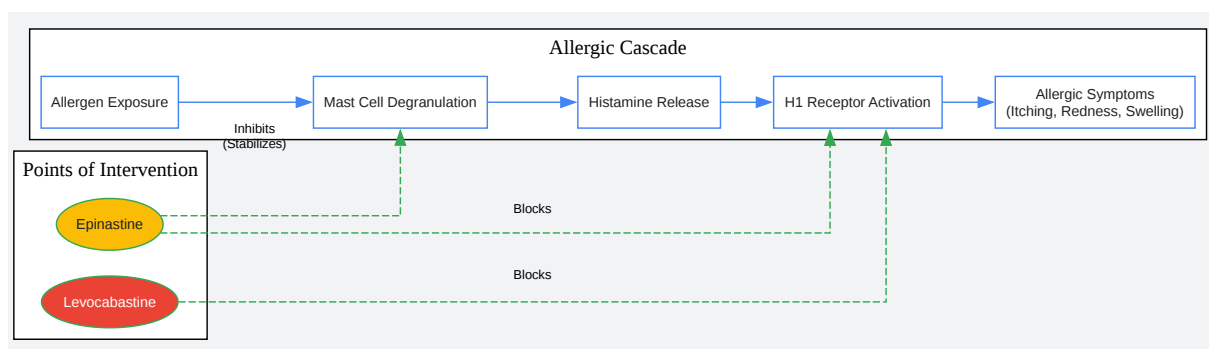 Allergic Cascade
Allergen Exposure
Mast Cell Degranulation
Histamine Release
H1 Receptor Activation
Allergic Symptoms
(Itching, Redness, Swelling)
Inhibits
(Stabilizes)
Points of Intervention
Epinastine
Blocks
Levocabastine
Blocks